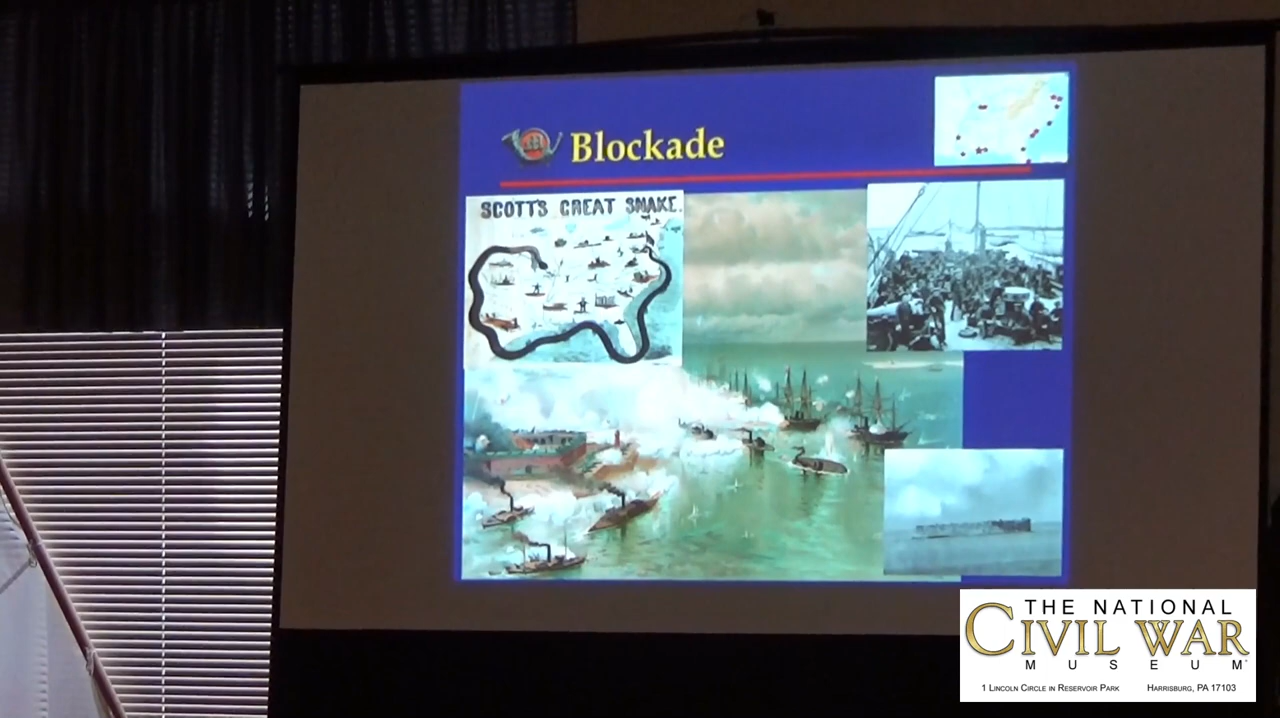 Blockade
SCOTT'S GREAT SNAKE.
THE NATIONAL
CIVIL WAR
MUSEUM
1 LINCOLN CIRCLE IN RESERVOIR PARK HARRISBURG, PA 17103